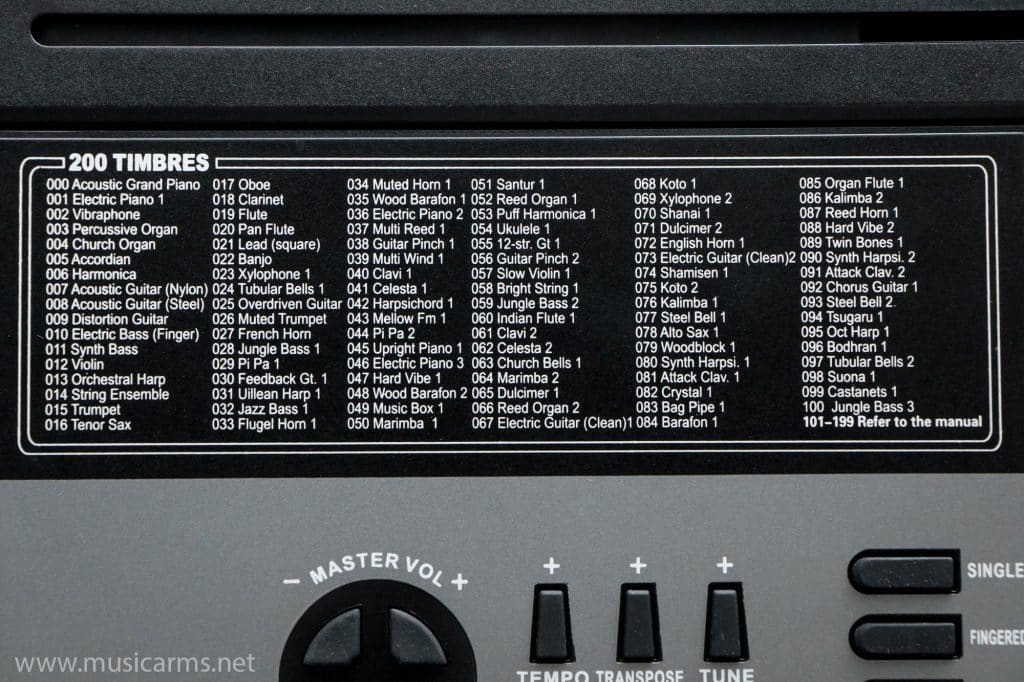 200 TIMBRES
000 Acoustic Grand Piano
001 Electric Piano 1
002 Vibraphone
003 Percussive Organ
004 Church Organ
005 Accordian
006 Harmonica
007 Acoustic Guitar (Nylon)
008 Acoustic Guitar (Steel)
009 Distortion Guitar
010 Electric Bass (Finger)
011 Synth Bass
012 Violin
013 Orchestral Harp
014 String Ensemble
015 Trumpet
016 Tenor Sax
017 Oboe
018 Clarinet
019 Flute
020 Pan Flute
021 Lead (square)
022 Banjo
023 Xylophone 1
024 Tubular Bells 1
025 Overdriven Guitar
026 Muted Trumpet
027 French Horn
028 Jungle Bass 1
029 Pi Pa 1
030 Feedback Gt. 1
031 Uillean Harp 1
032 Jazz Bass 1
033 Flugel Horn 1
034 Muted Horn 1
035 Wood Barafon 1
036 Electric Piano 2
037 Multi Reed 1
038 Guitar Pinch 1
039 Multi Wind 1
040 Clavi 1
041 Celesta 1
042 Harpsichord 1
043 Mellow Fm 1
044 Pi Pa 2
045 Upright Piano 1
046 Electric Piano 3
047 Hard Vibe 1
048 Wood Barafon 2
049 Music Box 1
050 Marimba 1
051 Santur 1
052 Reed Organ 1
053 Puff Harmonica 1
054 Ukulele 1
055 12-str. Gt 1
056 Guitar Pinch 2
057 Slow Violin 1
058 Bright String 1
059 Jungle Bass 2
060 Indian Flute 1
061 Clavi 2
062 Celesta 2
063 Church Bells 1
064 Marimba 2
065 Dulcimer 1
066 Reed Organ 2
067 Electric Guitar (Clean)1
068 Koto 1
069 Xylophone 2
070 Shanai 1
071 Dulcimer 2
072 English Horn 1
073 Electric Guitar (Clean)2
074 Shamisen 1
075 Koto 2
076 Kalimba 1
077 Steel Bell 1
078 Alto Sax 1
079 Woodblock 1
080 Synth Harpsi. 1
081 Attack Clav. 1
082 Crystal 1
083 Bag Pipe 1
084 Barafon 1
085 Organ Flute 1
086 Kalimba 2
087 Reed Horn 1
088 Hard Vibe 2
089 Twin Bones 1
090 Synth Harpsi. 2
091 Attack Clav. 2
092 Chorus Guitar 1
093 Steel Bell 2
094 Tsugaru 1
095 Oct Harp 1
096 Bodhran 1
097 Tubular Bells 2
098 Suona 1
099 Castanets 1
100 Jungle Bass 3
101-199 Refer to the manual
− MASTER VOL +
+ + +
TEMPO TRANSPOSE TUNE
SINGLE
FINGERED
www.musicarms.net